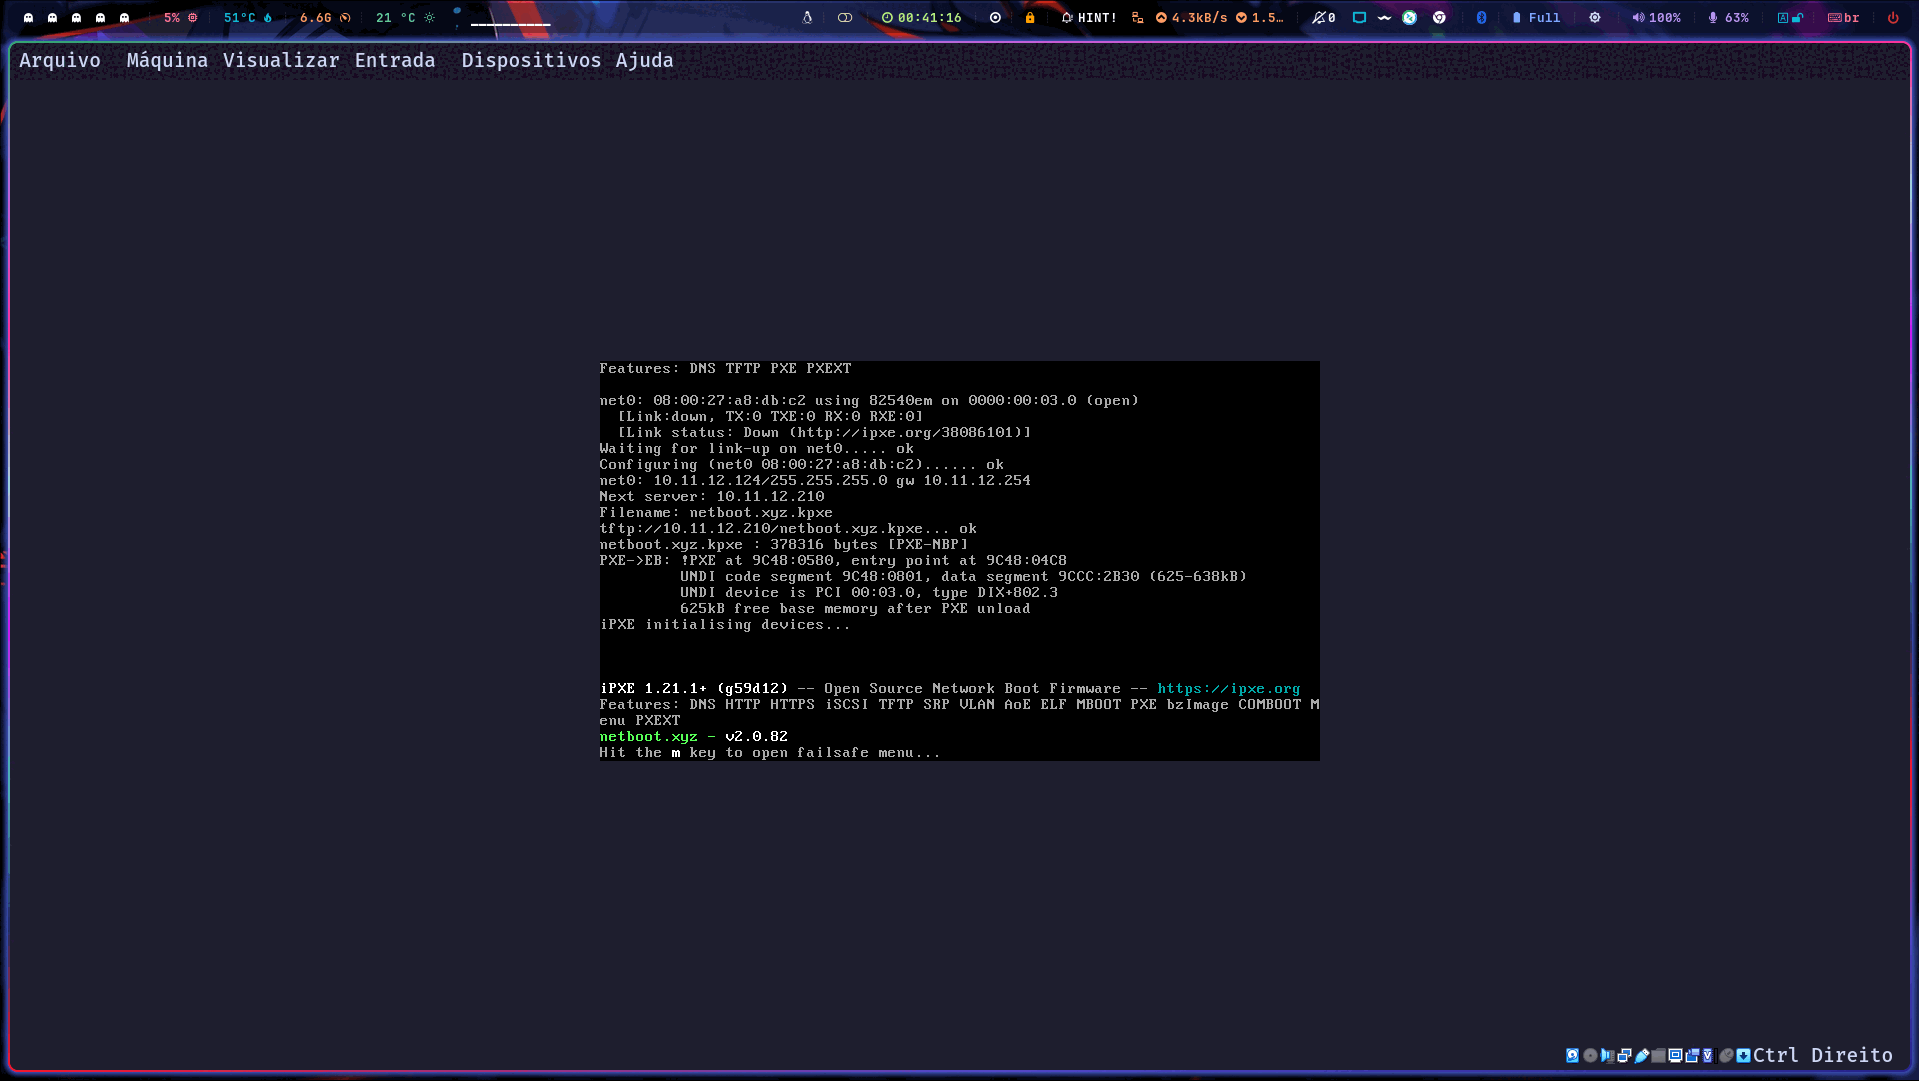 5% 51°C 6.6G 21 °C 00:41:16 HINT! 4.3kB/s 1.5… 0 Full 100% 63% br
Arquivo Máquina Visualizar Entrada Dispositivos Ajuda
Features: DNS TFTP PXE PXEXT
net0: 08:00:27:a8:db:c2 using 82540em on 0000:00:03.0 (open)
[Link:down, TX:0 TXE:0 RX:0 RXE:0]
[Link status: Down (http://ipxe.org/38086101)]
Waiting for link-up on net0..... ok
Configuring (net0 08:00:27:a8:db:c2)...... ok
net0: 10.11.12.124/255.255.255.0 gw 10.11.12.254
Next server: 10.11.12.210
Filename: netboot.xyz.kpxe
tftp://10.11.12.210/netboot.xyz.kpxe... ok
netboot.xyz.kpxe : 378316 bytes [PXE-NBP]
PXE->EB: !PXE at 9C48:0580, entry point at 9C48:04C8
UNDI code segment 9C48:0801, data segment 9CCC:2B30 (625-638kB)
UNDI device is PCI 00:03.0, type DIX+802.3
625kB free base memory after PXE unload
iPXE initialising devices...
iPXE 1.21.1+ (g59d12) -- Open Source Network Boot Firmware -- https://ipxe.org
Features: DNS HTTP HTTPS iSCSI TFTP SRP VLAN AoE ELF MBOOT PXE bzImage COMBOOT M
enu PXEXT
netboot.xyz - v2.0.82
Hit the m key to open failsafe menu...
Ctrl Direito